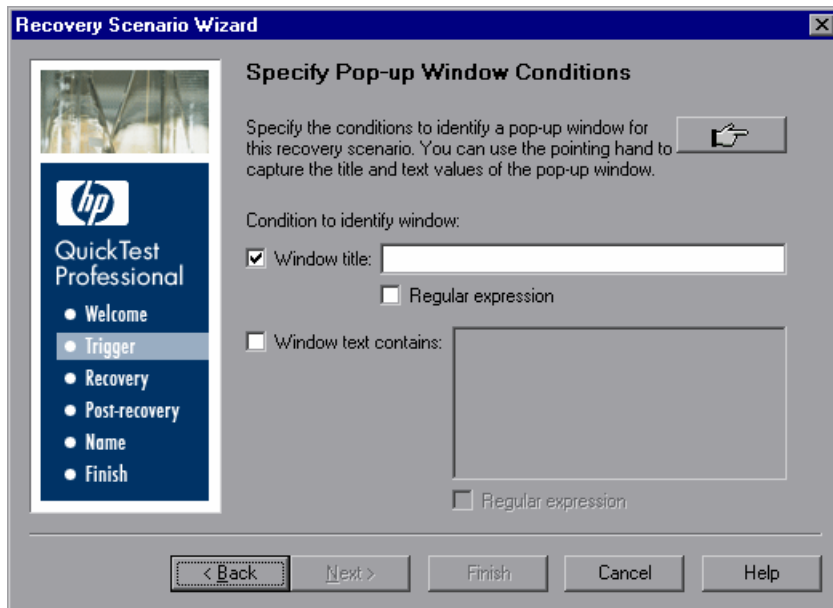 Recovery Scenario Wizard
Specify Pop-up Window Conditions
Specify the conditions to identify a pop-up window for
this recovery scenario. You can use the pointing hand to
capture the title and text values of the pop-up window.
hp
QuickTest
Professional
Welcome
Trigger
Recovery
Post-recovery
Name
Finish
Condition to identify window:
Window title:
Regular expression
Window text contains:
Regular expression
< Back Next > Finish Cancel Help